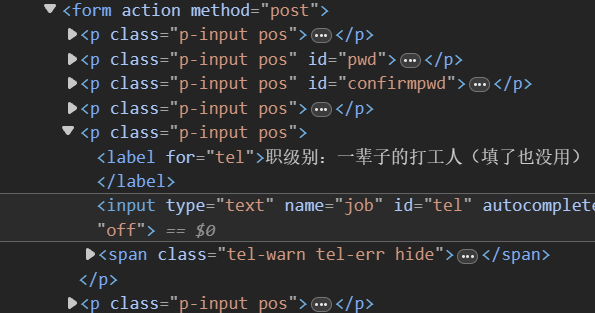 ▼<form action method="post">
▶<p class="p-input pos">…</p>
▶<p class="p-input pos" id="pwd">…</p>
▶<p class="p-input pos" id="confirmpwd">…</p>
▶<p class="p-input pos">…</p>
▼<p class="p-input pos">
<label for="tel">职级别：一辈子的打工人（填了也没用）
</label>
<input type="text" name="job" id="tel" autocomplete
"off"> == $0
▶<span class="tel-warn tel-err hide">…</span>
</p>
▶<p class="p-input pos">…</p>